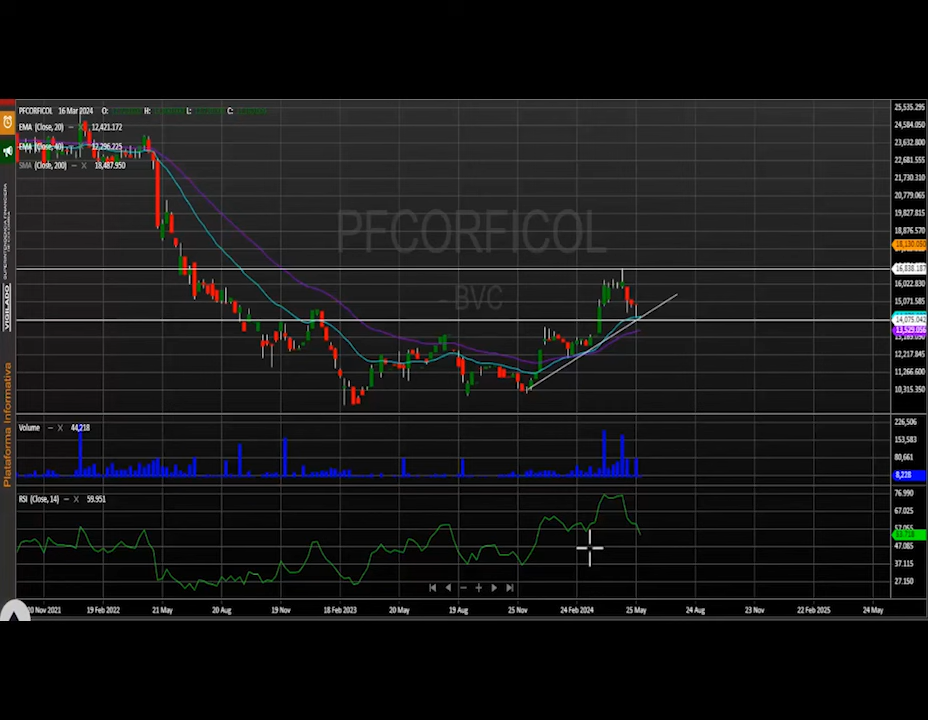 PFCORFICOL 16 Mar 2024 O: H: L: C:
EMA (Close, 20) − X 12,421.172
EMA (Close, 40) − X 12,296.225
SMA (Close, 200) − X 18,487.950
PFCORFICOL
- BVC
25,535.295
24,584.050
23,632.800
22,681.555
21,730.310
20,779.065
19,827.815
18,876.570
18,130.050
16,838.187
16,022.830
15,071.585
14,075.042
13,529.056
12,217.845
11,266.600
10,315.350
Volume − X 44,218
226,506
153,583
80,661
8,228
RSI (Close, 14) − X 59.951
76.990
67.025
57.055
47.085
37.115
27.150
20 Nov 2021 19 Feb 2022 21 May 20 Aug 19 Nov 18 Feb 2023 20 May 19 Aug 25 Nov 24 Feb 2024 25 May 24 Aug 23 Nov 22 Feb 2025 24 May
VIGILADO
SUPERINTENDENCIA FINANCIERA
Plataforma Informativa